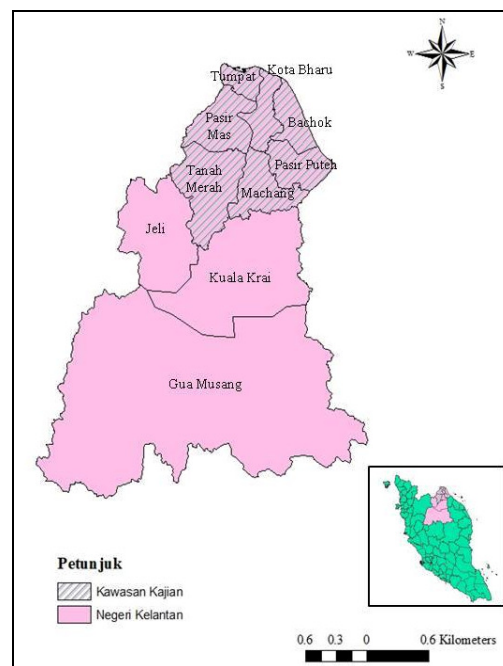 N
W E
S
Tumpat
Kota Bharu
Pasir
Mas
Bachok
Tanah
Merah
Pasir Puteh
Machang
Jeli
Kuala Krai
Gua Musang
Petunjuk
Kawasan Kajian
Negeri Kelantan
0.6 0.3 0 0.6 Kilometers